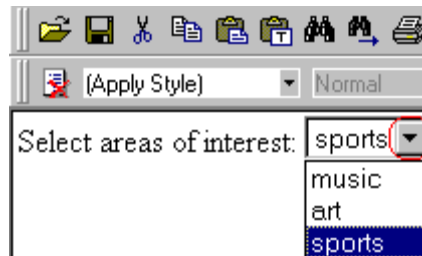 (Apply Style) Normal
Select areas of interest: sports
music
art
sports